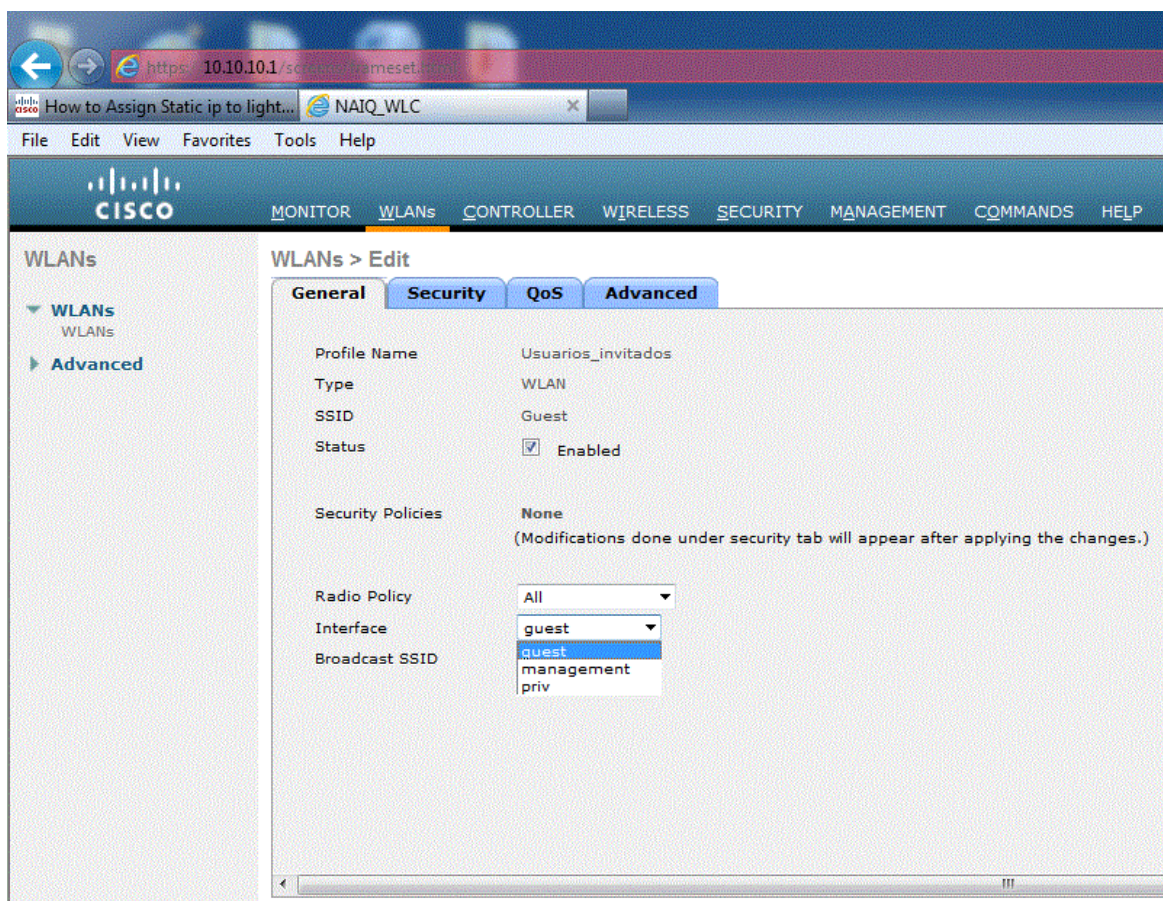 https 10.10.10.1/
cisco How to Assign Static ip to light... NAIQ_WLC ×
File Edit View Favorites Tools Help
CISCO
MONITOR WLANs CONTROLLER WIRELESS SECURITY MANAGEMENT COMMANDS HELP
WLANs
WLANs > Edit
General Security QoS Advanced
WLANs
WLANs
Advanced
Profile Name Usuarios_invitados
Type WLAN
SSID Guest
Status Enabled
Security Policies None
(Modifications done under security tab will appear after applying the changes.)
Radio Policy All
Interface guest
Broadcast SSID guest
management
priv